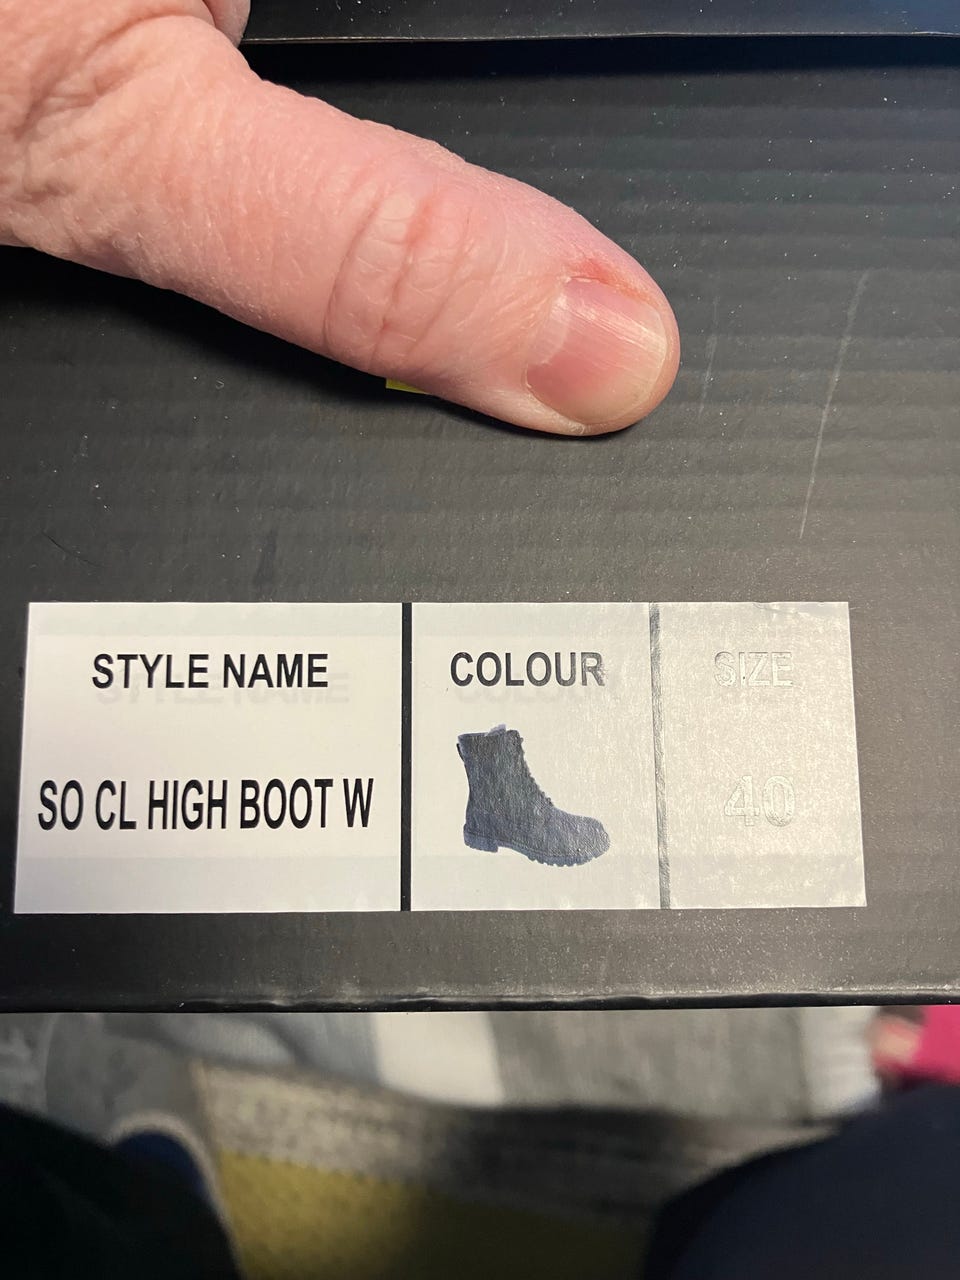 STYLE NAME
COLOUR
SIZE
SO CL HIGH BOOT W
40